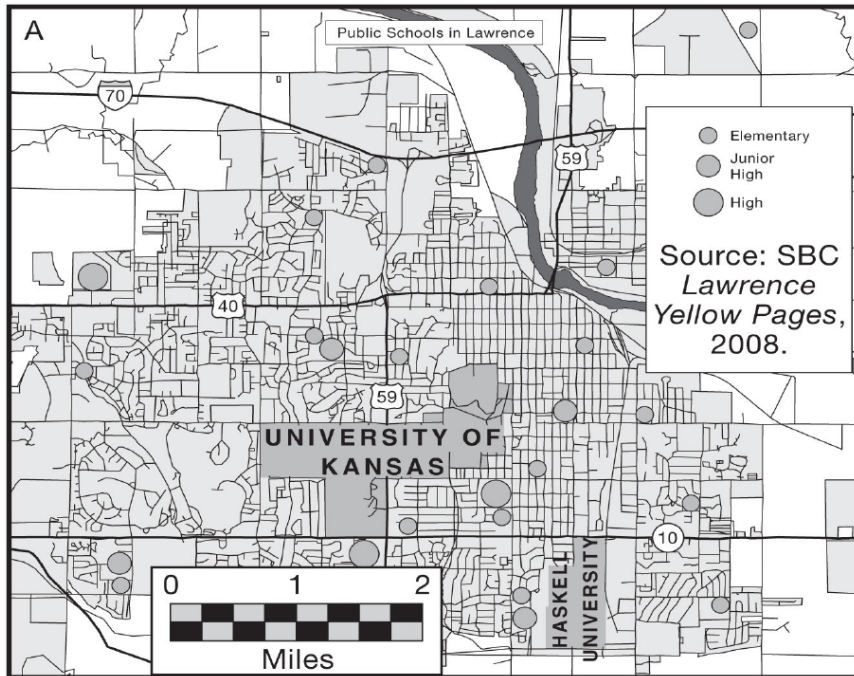 A
Public Schools in Lawrence
70
59
Elementary
Junior
High
High
Source: SBC
Lawrence
Yellow Pages,
2008.
40
59
UNIVERSITY OF
KANSAS
10
HASKELL
UNIVERSITY
0 1 2
Miles